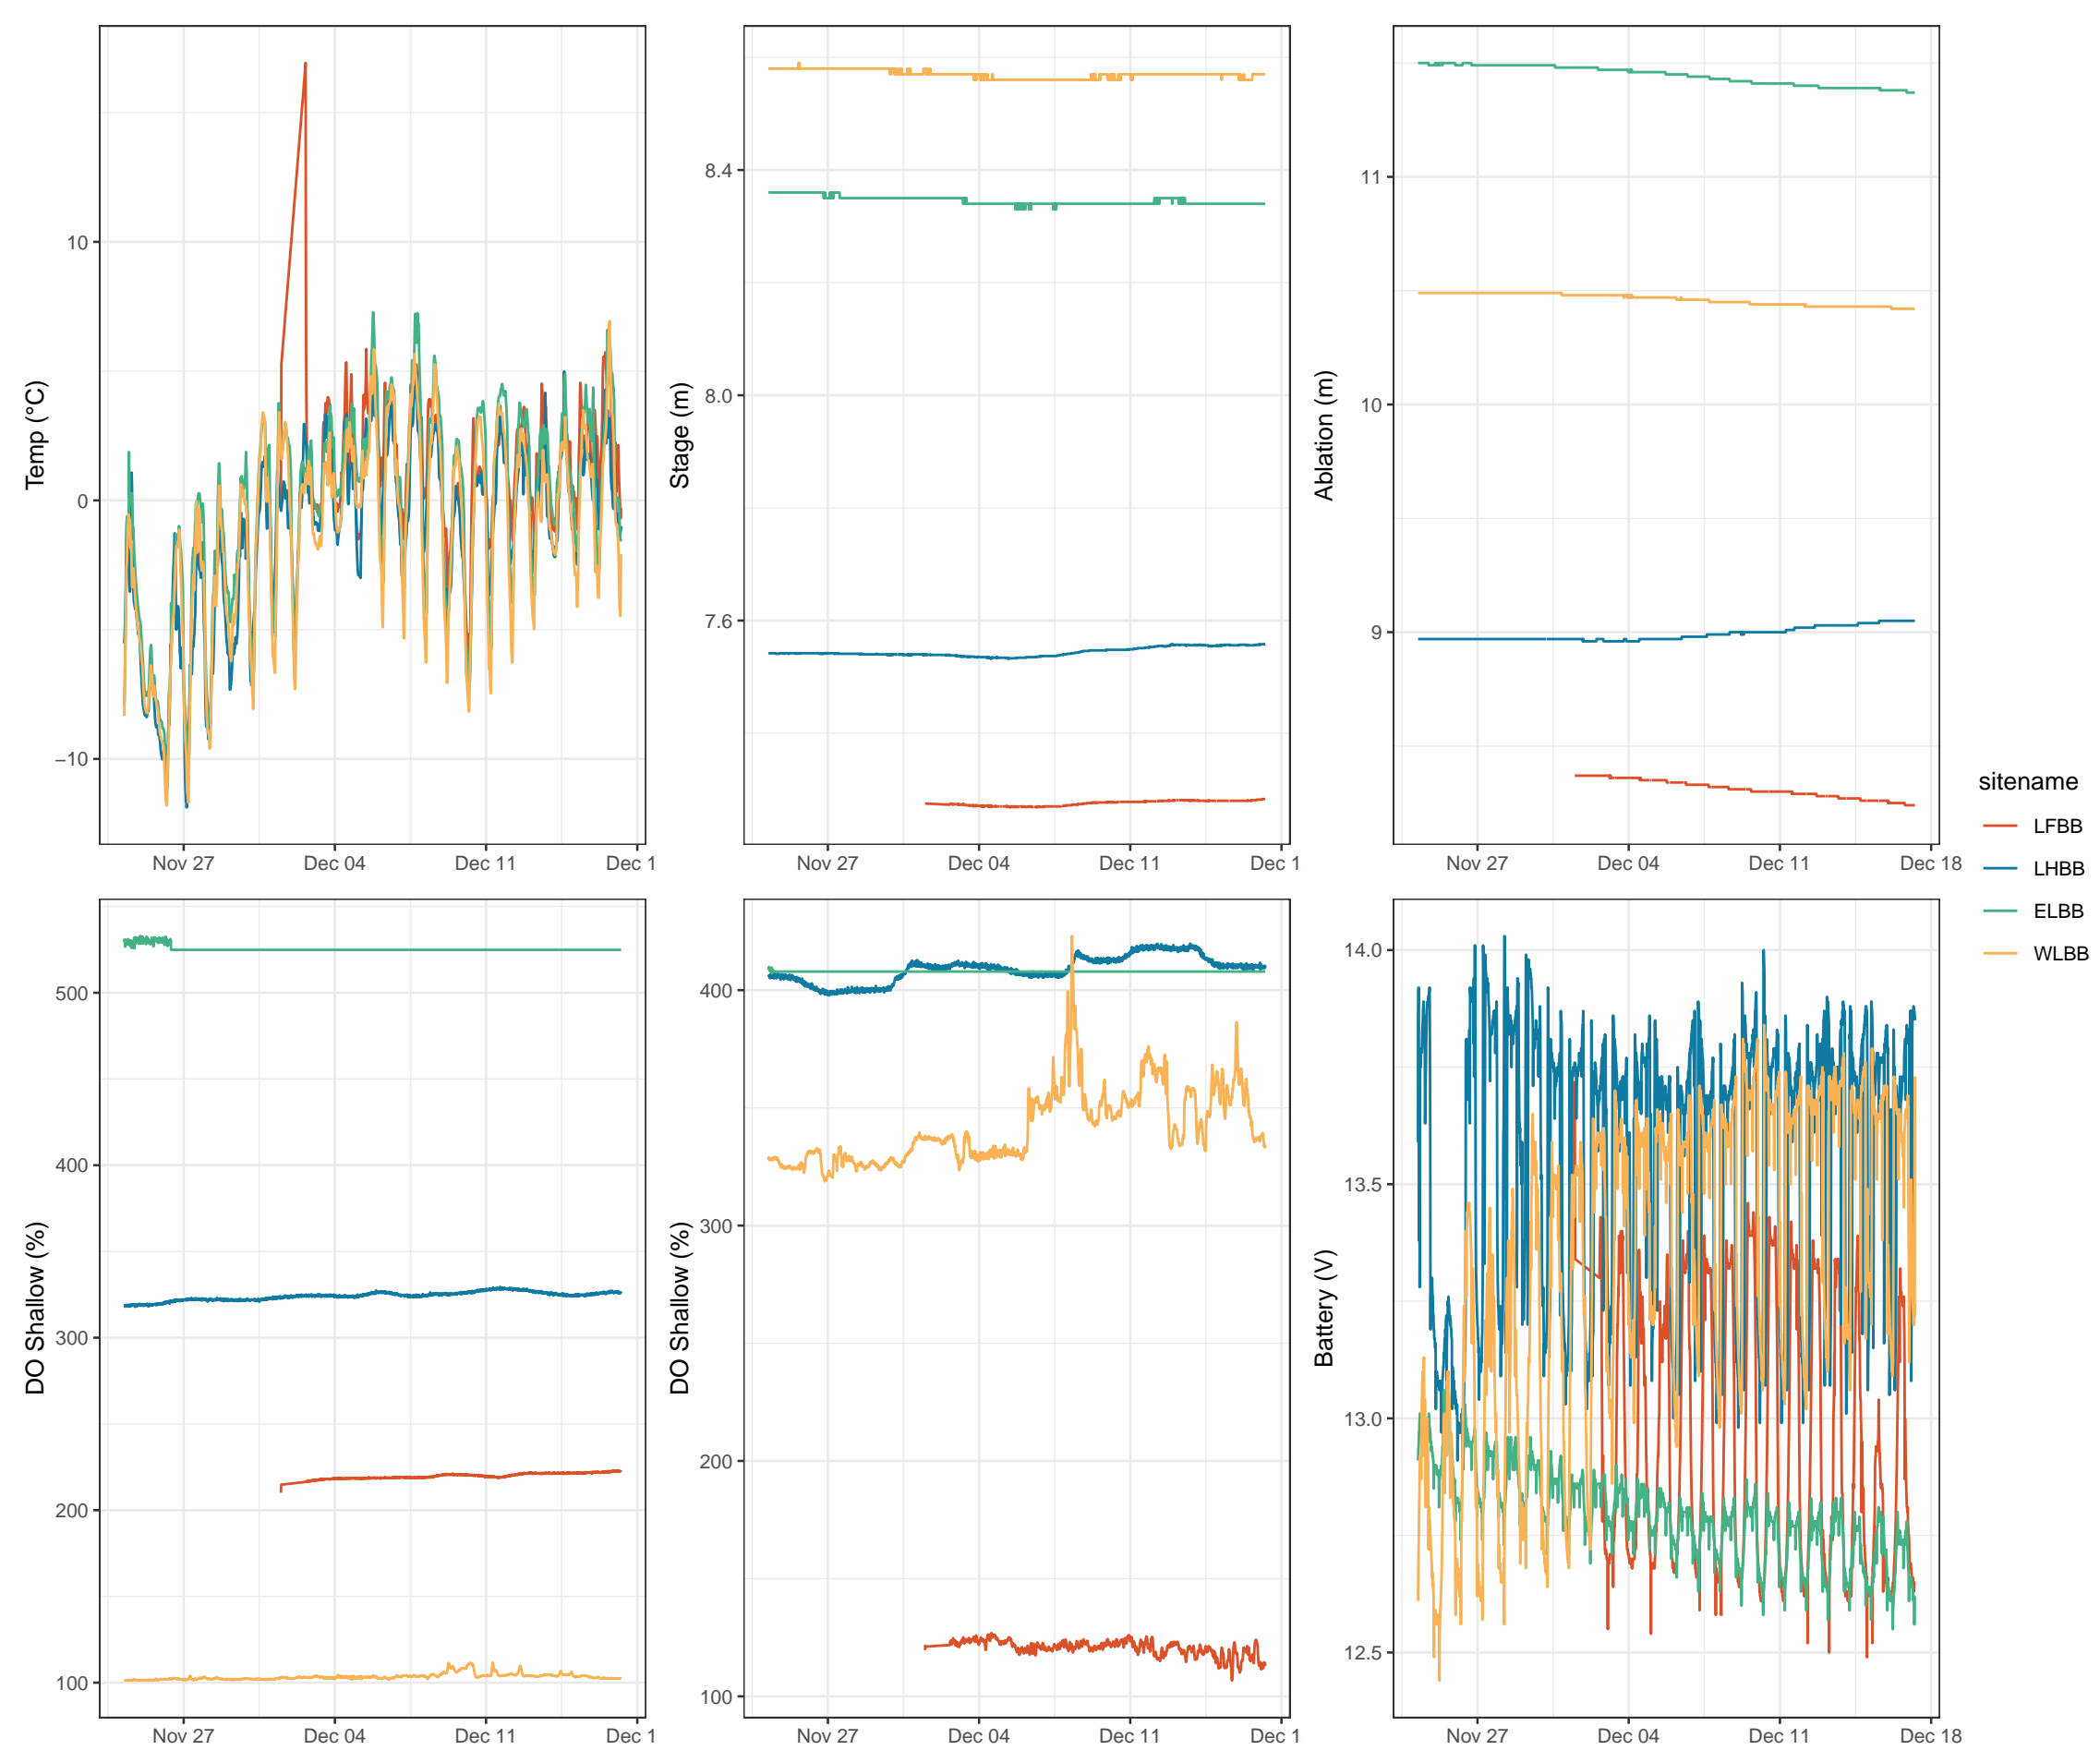 Temp (°C)
10
0
−10
Nov 27
Dec 04
Dec 11
Dec 1
Stage (m)
8.4
8.0
7.6
Nov 27
Dec 04
Dec 11
Dec 1
Ablation (m)
11
10
9
Nov 27
Dec 04
Dec 11
Dec 18
DO Shallow (%)
500
400
300
200
100
Nov 27
Dec 04
Dec 11
Dec 1
DO Shallow (%)
400
300
200
100
Nov 27
Dec 04
Dec 11
Dec 1
Battery (V)
14.0
13.5
13.0
12.5
Nov 27
Dec 04
Dec 11
Dec 18
sitename
LFBB
LHBB
ELBB
WLBB